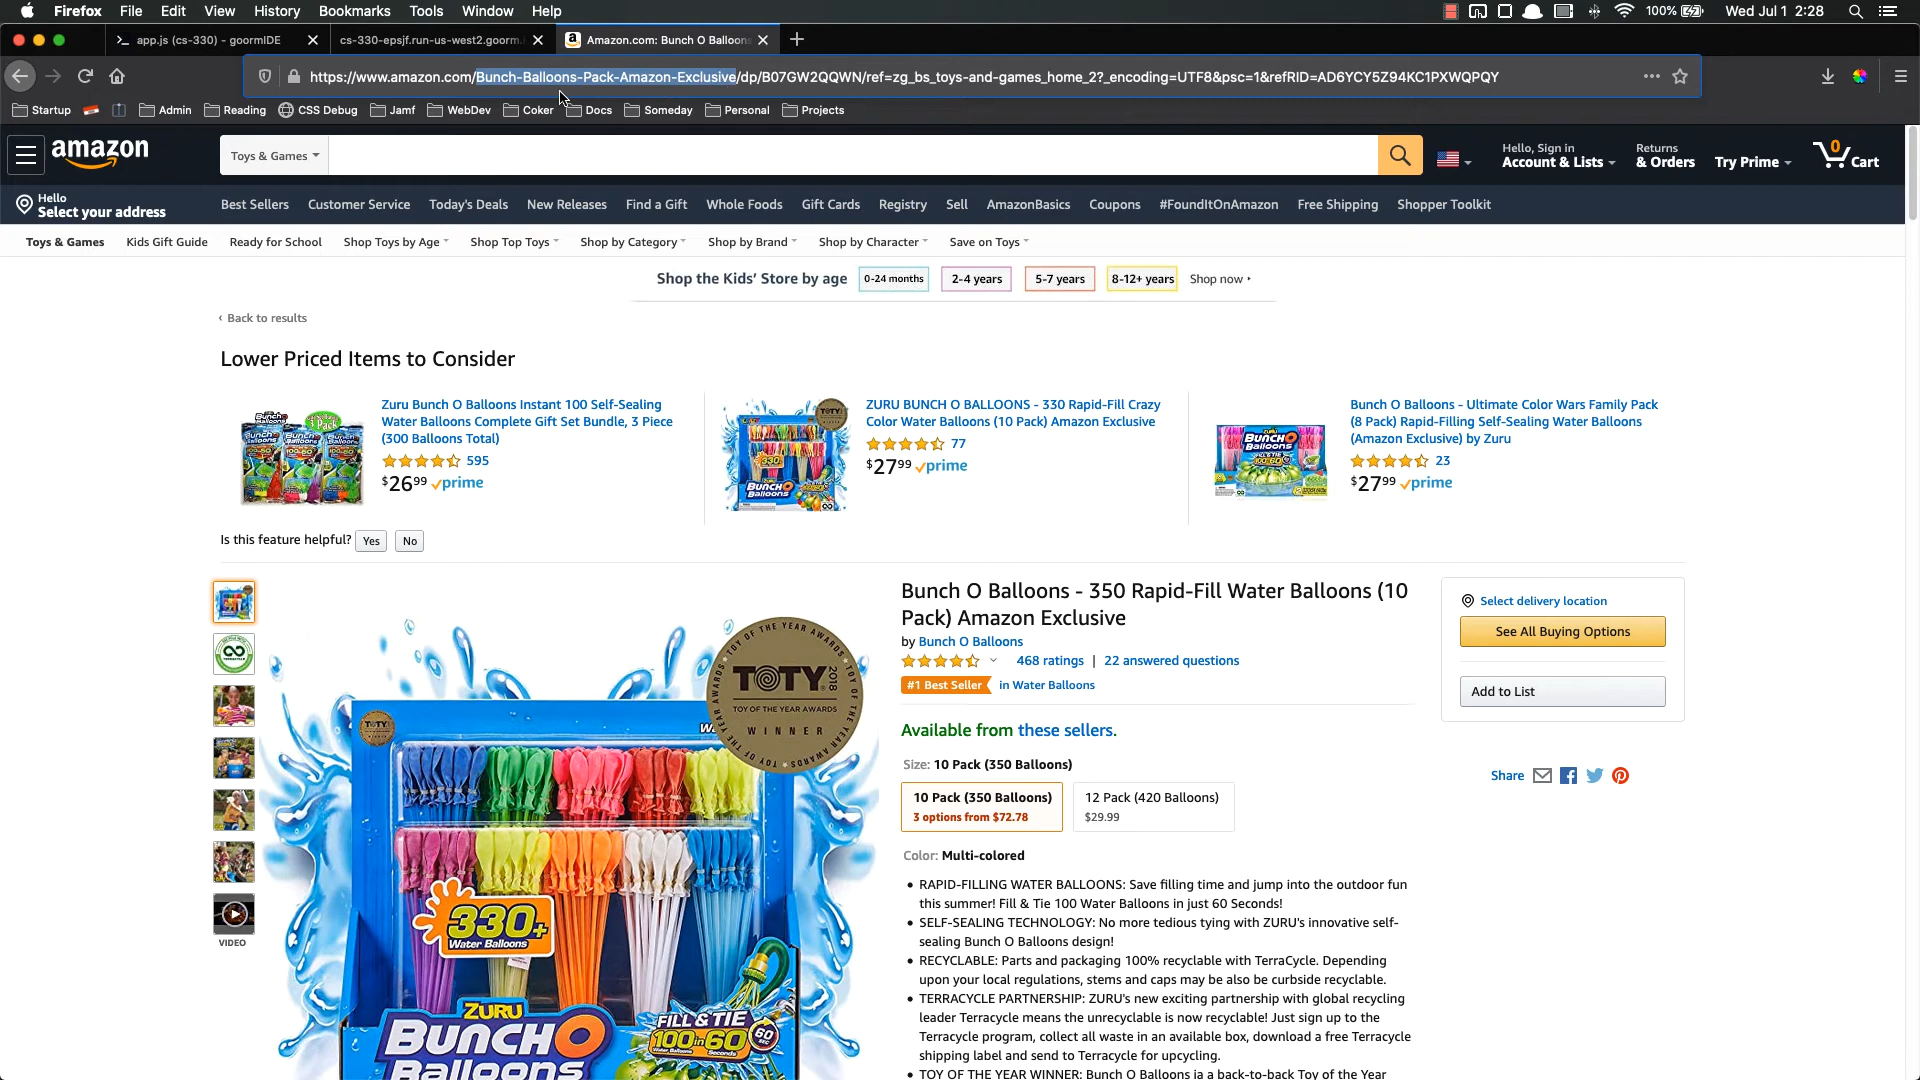 Firefox File Edit View History Bookmarks Tools Window Help 100% Wed Jul 1 2:28
app.js (cs-330) - goormIDE cs-330-epsjf.run-us-west2.goorm. Amazon.com: Bunch O Balloons
https://www.amazon.com/Bunch-Balloons-Pack-Amazon-Exclusive/dp/B07GW2QQWN/ref=zg_bs_toys-and-games_home_2?_encoding=UTF8&psc=1&refRID=AD6YCY5Z94KC1PXWQPQY
Startup Admin Reading CSS Debug Jamf WebDev Coker Docs Someday Personal Projects
amazon Toys & Games Hello, Sign in Account & Lists Returns & Orders Try Prime 0 Cart
Hello
Select your address Best Sellers Customer Service Today's Deals New Releases Find a Gift Whole Foods Gift Cards Registry Sell AmazonBasics Coupons #FoundItOnAmazon Free Shipping Shopper Toolkit
Toys & Games Kids Gift Guide Ready for School Shop Toys by Age Shop Top Toys Shop by Category Shop by Brand Shop by Character Save on Toys
Shop the Kids' Store by age 0-24 months 2-4 years 5-7 years 8-12+ years Shop now
‹ Back to results
Lower Priced Items to Consider
Zuru Bunch O Balloons Instant 100 Self-Sealing
Water Balloons Complete Gift Set Bundle, 3 Piece
(300 Balloons Total)
595
$26.99 prime
ZURU BUNCH O BALLOONS - 330 Rapid-Fill Crazy
Color Water Balloons (10 Pack) Amazon Exclusive
77
$27.99 prime
Bunch O Balloons - Ultimate Color Wars Family Pack
(8 Pack) Rapid-Filling Self-Sealing Water Balloons
(Amazon Exclusive) by Zuru
23
$27.99 prime
Is this feature helpful? Yes No
VIDEO
TOY OF THE YEAR AWARDS
TOTY 2018
TOY OF THE YEAR AWARDS
WINNER
330+
Water Balloons
ZURU
BUNCH O
Balloons
FILL & TIE
100 in 60
Water Balloons Seconds
60 SEC
Bunch O Balloons - 350 Rapid-Fill Water Balloons (10
Pack) Amazon Exclusive
by Bunch O Balloons
468 ratings | 22 answered questions
#1 Best Seller in Water Balloons
Available from these sellers.
Size: 10 Pack (350 Balloons)
10 Pack (350 Balloons)
3 options from $72.78
12 Pack (420 Balloons)
$29.99
Color: Multi-colored
• RAPID-FILLING WATER BALLOONS: Save filling time and jump into the outdoor fun
this summer! Fill & Tie 100 Water Balloons in just 60 Seconds!
• SELF-SEALING TECHNOLOGY: No more tedious tying with ZURU's innovative self-
sealing Bunch O Balloons design!
• RECYCLABLE: Parts and packaging 100% recyclable with TerraCycle. Depending
upon your local regulations, stems and caps may be also be curbside recyclable.
• TERRACYCLE PARTNERSHIP: ZURU's new exciting partnership with global recycling
leader Terracycle means the unrecyclable is now recyclable! Just sign up to the
Terracycle program, collect all waste in an available box, download a free Terracycle
shipping label and send to Terracycle for upcycling.
• TOY OF THE YEAR WINNER: Bunch O Balloons ia a back-to-back Toy of the Year
Select delivery location
See All Buying Options
Add to List
Share